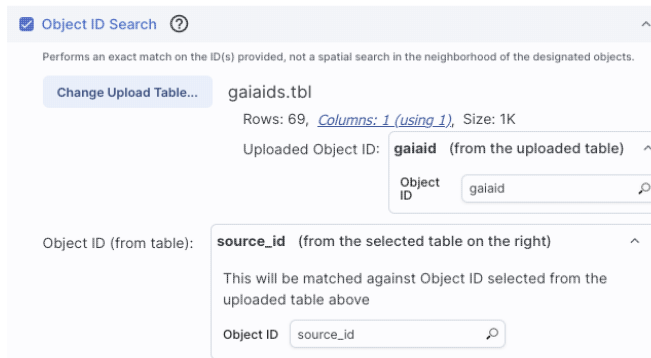 Object ID Search ?
Performs an exact match on the ID(s) provided, not a spatial search in the neighborhood of the designated objects.
Change Upload Table... gaiaids.tbl
Rows: 69, Columns: 1 (using 1), Size: 1K
Uploaded Object ID: gaiaid (from the uploaded table)
Object
ID
gaiaid
Object ID (from table): source_id (from the selected table on the right)
This will be matched against Object ID selected from the
uploaded table above
Object ID source_id